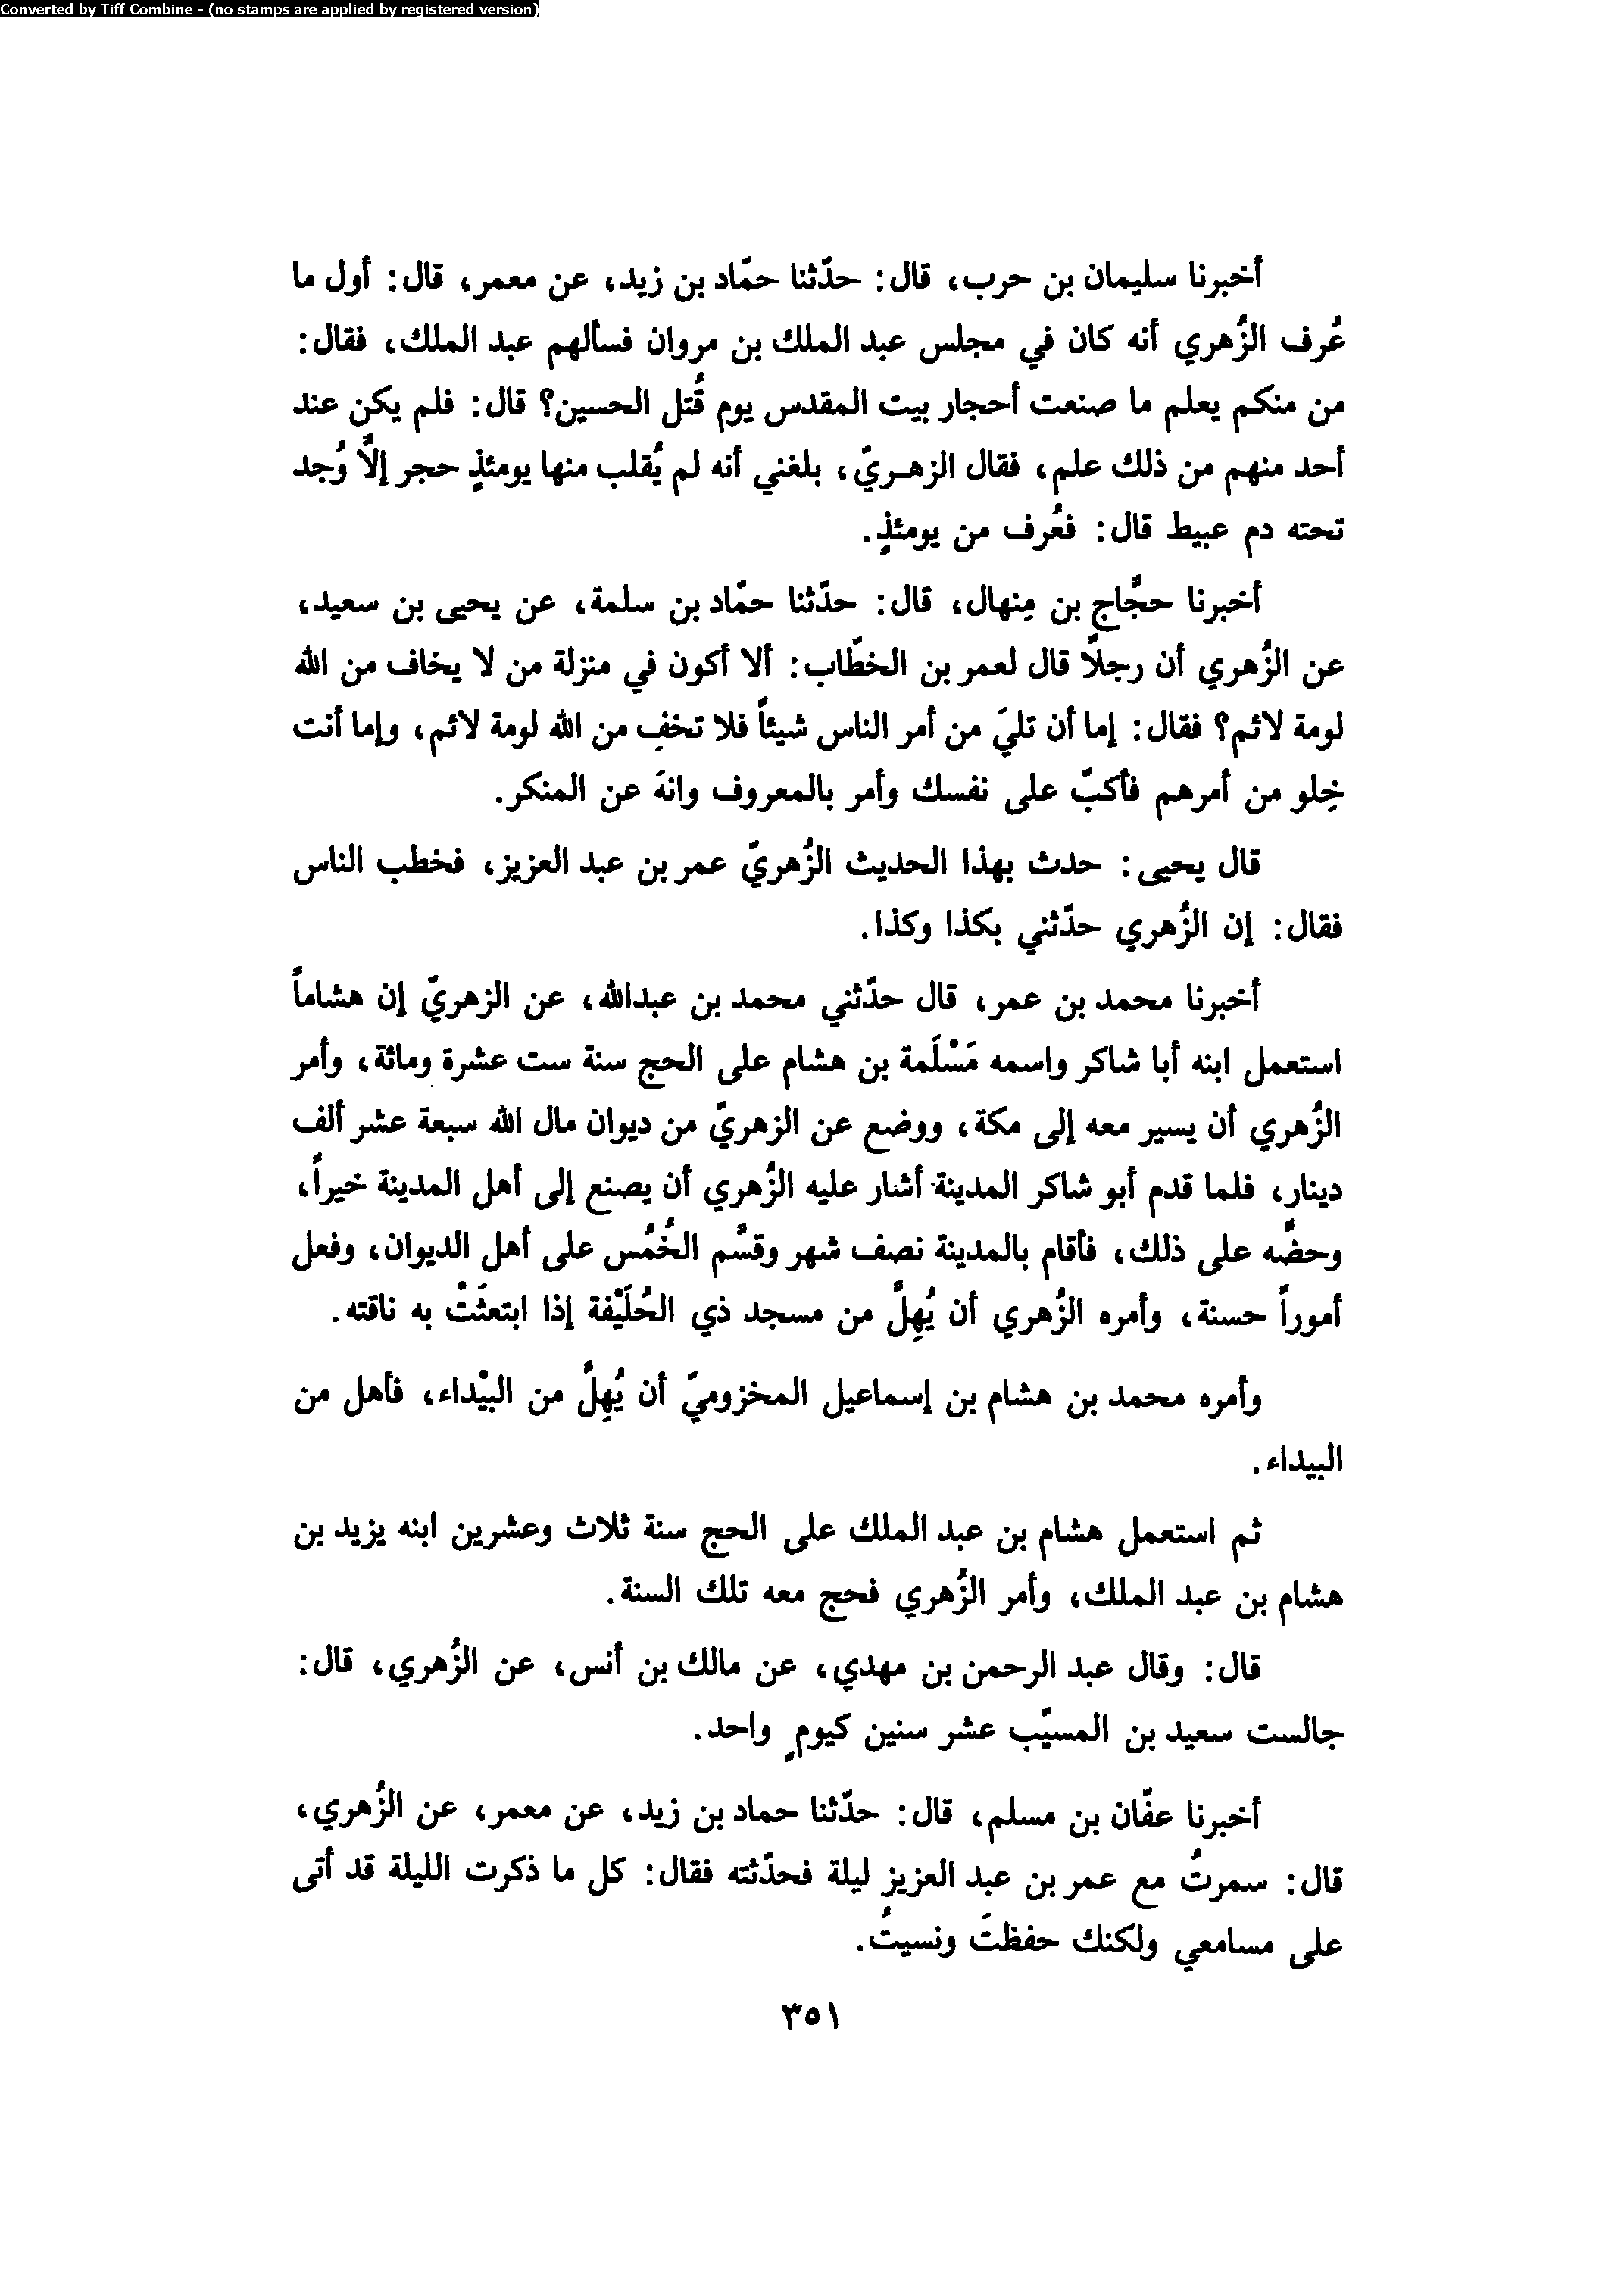 Converted by Tiff Combine - (no stamps are applied by registered version)
أخبرنا سليمان بن حرب، قال: حدّثنا حمّاد بن زيد، عن معمر، قال: أول ما
عُرف الزُهري أنه كان في مجلس عبد الملك بن مروان فسألهم عبد الملك، فقال:
من منكم يعلم ما صنعت أحجار بيت المقدس يوم قُتل الحسين؟ قال: فلم يكن عند
أحد منهم من ذلك علم، فقال الزهـريّ، بلغني أنه لم يُقلب منها يومئذٍ حجر إلاَّ وُجد
تحته دم عبيط قال: فعُرف من يومئذٍ.
أخبرنا حجَّاج بن مِنهال، قال: حدّثنا حمّاد بن سلمة، عن يحيى بن سعيد،
عن الزُهري أن رجلاً قال لعمر بن الخطّاب: ألا أكون في منزلة من لا يخاف من الله
لومة لائم؟ فقال: إما أن تليَ من أمر الناس شيئاً فلا تخفِ من الله لومة لائم، وإما أنت
خِلو من أمرهم فأكبّ على نفسك وأمر بالمعروف وانهَ عن المنكر.
قال يحيى: حدث بهذا الحديث الزُهريّ عمر بن عبد العزيز، فخطب الناس
فقال: إن الزُهري حدّثني بكذا وكذا.
أخبرنا محمد بن عمر، قال حدّثني محمد بن عبدالله، عن الزهريّ إن هشاماً
استعمل ابنه أبا شاكر واسمه مَسْلَمة بن هشام على الحج سنة ست عشرة ومائة، وأمر
الزُهري أن يسير معه إلى مكة، ووضع عن الزهريّ من ديوان مال الله سبعة عشر ألف
دينار، فلما قدم أبو شاكر المدينة أشار عليه الزُهري أن يصنع إلى أهل المدينة خيراً،
وحضَّه على ذلك، فأقام بالمدينة نصف شهر وقسَّم الخُمُس على أهل الديوان، وفعل
أموراً حسنة، وأمره الزُهري أن يُهِلَّ من مسجد ذي الحُلَيْفة إذا ابتعثَتْ به ناقته.
وأمره محمد بن هشام بن إسماعيل المخزوميّ أن يُهِلَّ من البيْداء، فأهل من
البيداء.
ثم استعمل هشام بن عبد الملك على الحج سنة ثلاث وعشرين ابنه يزيد بن
هشام بن عبد الملك، وأمر الزُهري فحج معه تلك السنة.
قال: وقال عبد الرحمن بن مهدي، عن مالك بن أنس، عن الزُهري، قال:
جالست سعيد بن المسيّب عشر سنين كيومٍ واحد.
أخبرنا عفّان بن مسلم، قال: حدّثنا حماد بن زيد، عن معمر، عن الزُهري،
قال: سمرتُ مع عمر بن عبد العزيز ليلة فحدّثته فقال: كل ما ذكرت الليلة قد أتى
على مسامعي ولكنك حفظتَ ونسيتُ.
٣٥١